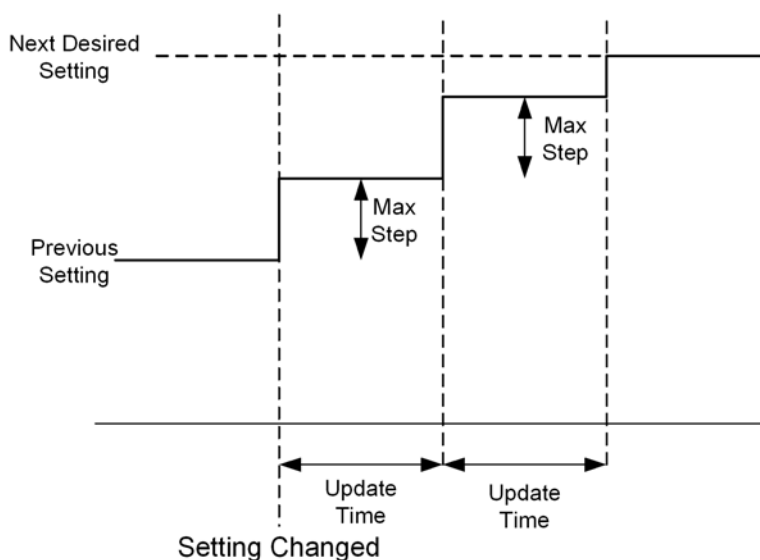 Next Desired
Setting
Max
Step
Max
Step
Previous
Setting
Update
Time
Update
Time
Setting Changed